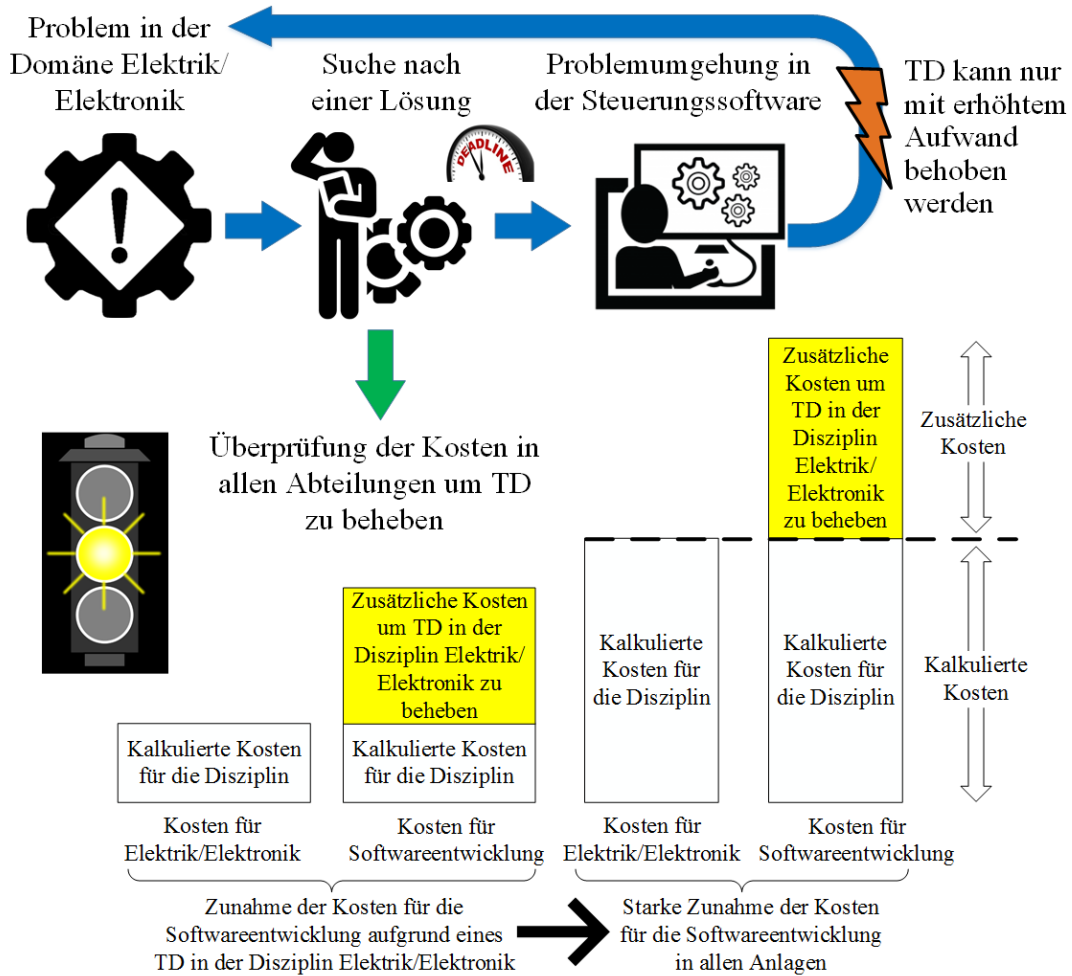 Problem in der
Domäne Elektrik/
Elektronik
Suche nach
einer Lösung
DEADLINE
Problemumgehung in
der Steuerungssoftware
TD kann nur
mit erhöhtem
Aufwand
behoben
werden
Überprüfung der Kosten in
allen Abteilungen um TD
zu beheben
Kalkulierte Kosten
für die Disziplin
Zusätzliche Kosten
um TD in der
Disziplin Elektrik/
Elektronik zu
beheben
Kalkulierte Kosten
für die Disziplin
Kalkulierte
Kosten für
die Disziplin
Zusätzliche
Kosten um
TD in der
Disziplin
Elektrik/
Elektronik
zu beheben
Kalkulierte
Kosten für
die Disziplin
Zusätzliche
Kosten
Kalkulierte
Kosten
Kosten für
Elektrik/Elektronik
Kosten für
Softwareentwicklung
Kosten für
Elektrik/Elektronik
Kosten für
Softwareentwicklung
Zunahme der Kosten für die
Softwareentwicklung aufgrund eines
TD in der Disziplin Elektrik/Elektronik
Starke Zunahme der Kosten
für die Softwareentwicklung
in allen Anlagen